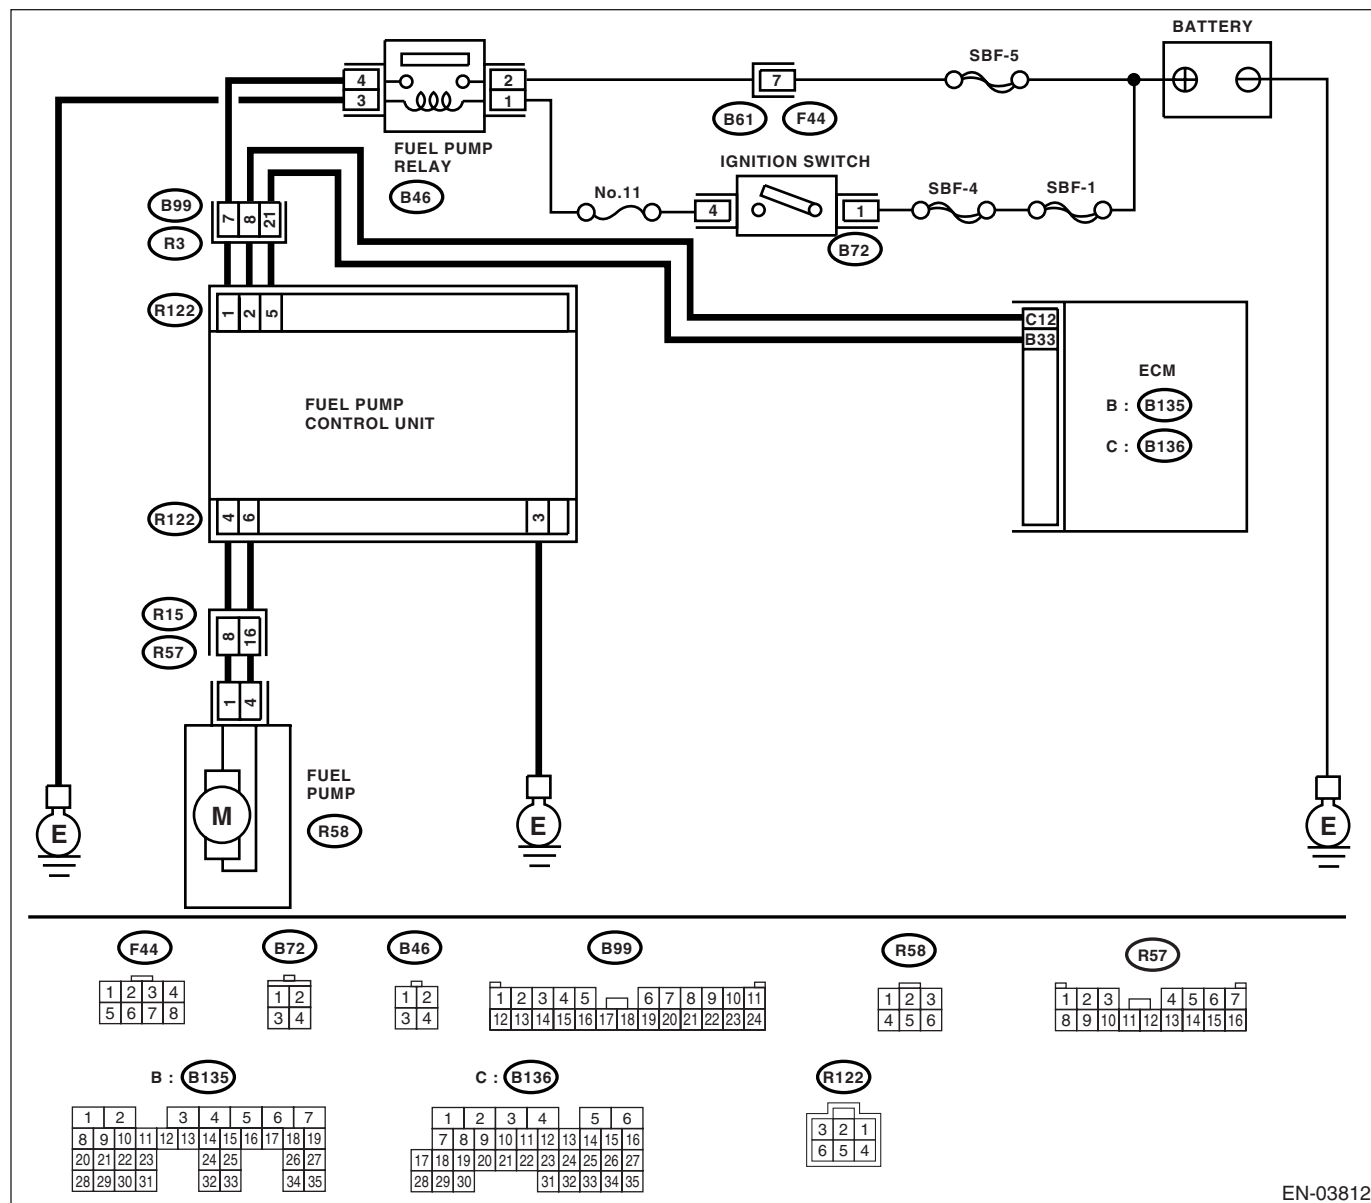 BATTERY
SBF-5
4
2
3
1
7
B61
F44
FUEL PUMP
RELAY
B46
IGNITION SWITCH
No.11
4
1
SBF-4
SBF-1
B72
B99
7 8 21
R3
R122
1 2 5
C12
B33
ECM
B : B135
C : B136
FUEL PUMP
CONTROL UNIT
R122
4 6 3
R15
8 16
R57
1 4
M
FUEL
PUMP
R58
E
E
E
F44
1 2 3 4
5 6 7 8
B72
1 2
3 4
B46
1 2
3 4
B99
1 2 3 4 5 6 7 8 9 10 11
12 13 14 15 16 17 18 19 20 21 22 23 24
R58
1 2 3
4 5 6
R57
1 2 3 4 5 6 7
8 9 10 11 12 13 14 15 16
B : B135
1 2 3 4 5 6 7
8 9 10 11 12 13 14 15 16 17 18 19
20 21 22 23 24 25 26 27
28 29 30 31 32 33 34 35
C : B136
1 2 3 4 5 6
7 8 9 10 11 12 13 14 15 16
17 18 19 20 21 22 23 24 25 26 27
28 29 30 31 32 33 34 35
R122
3 2 1
6 5 4
EN-03812